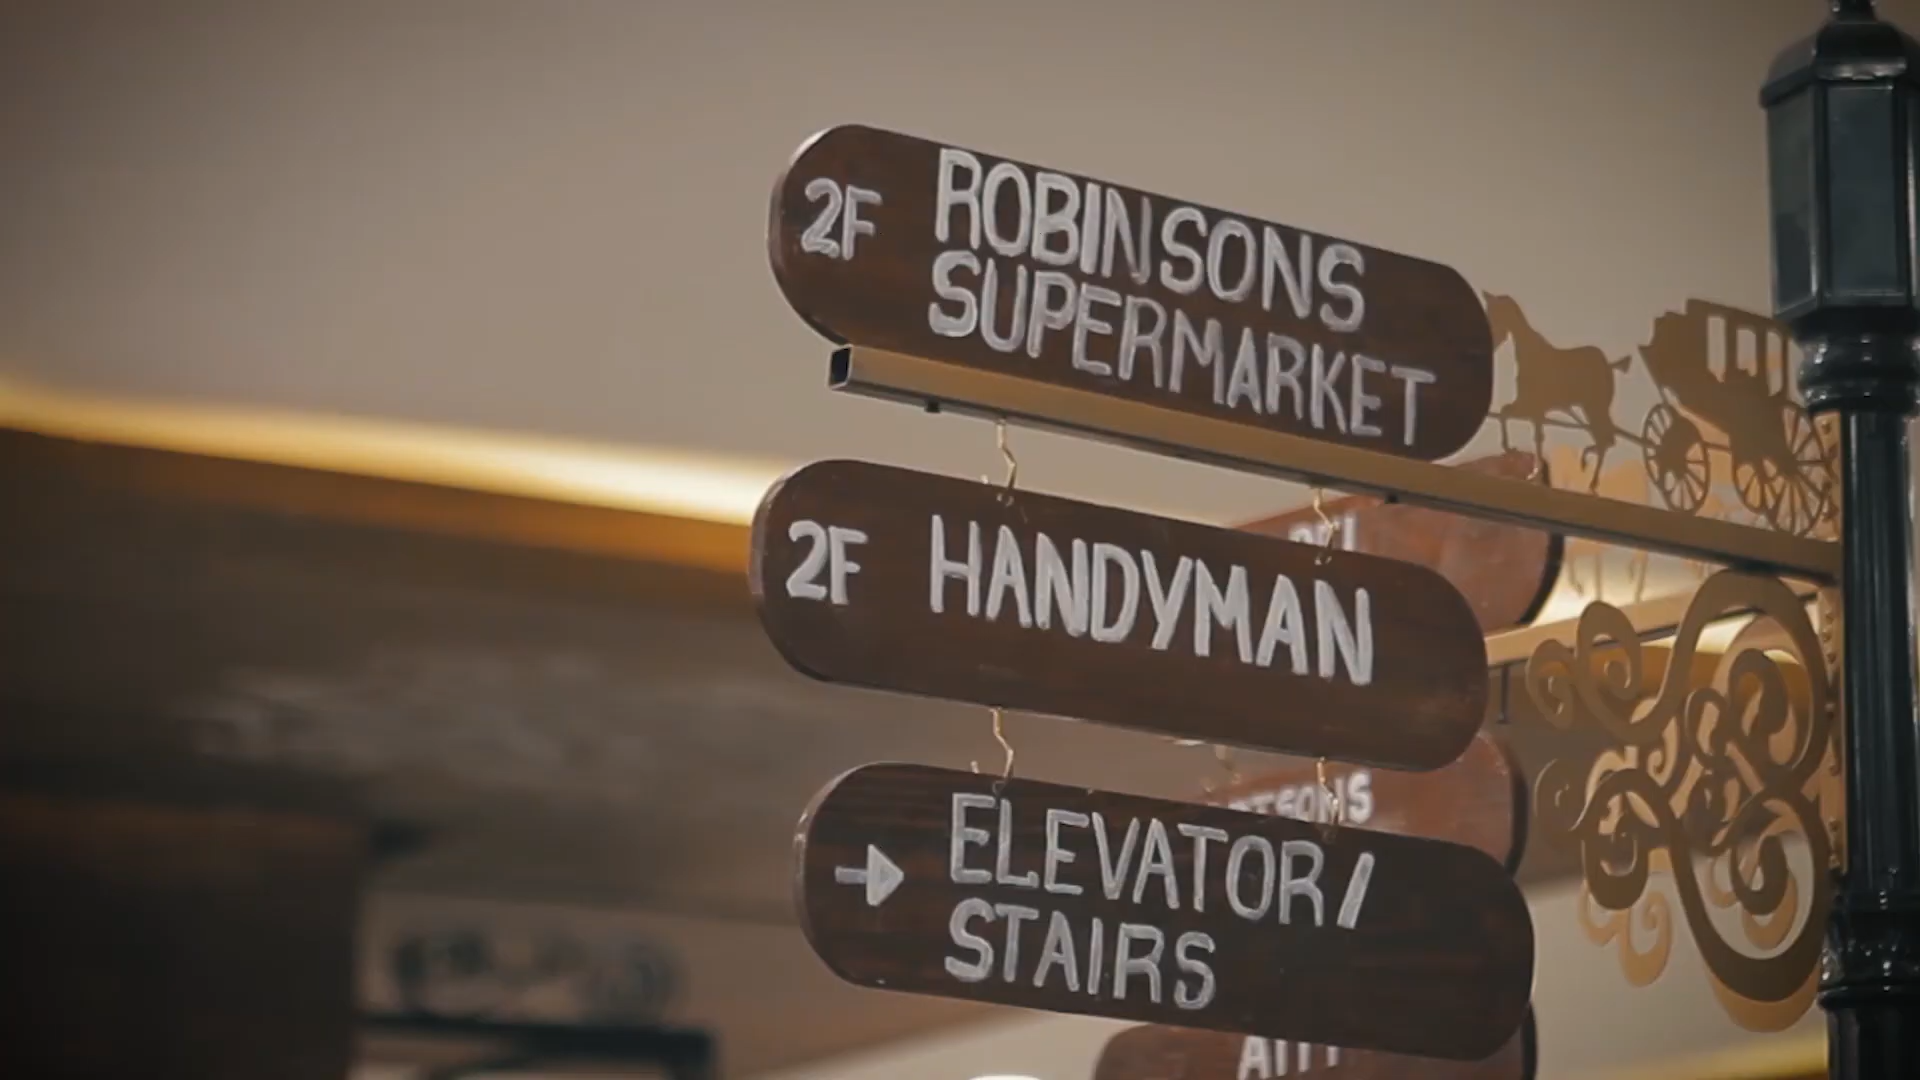 2F ROBINSONS
SUPERMARKET
2F HANDYMAN
ELEVATOR/
STAIRS